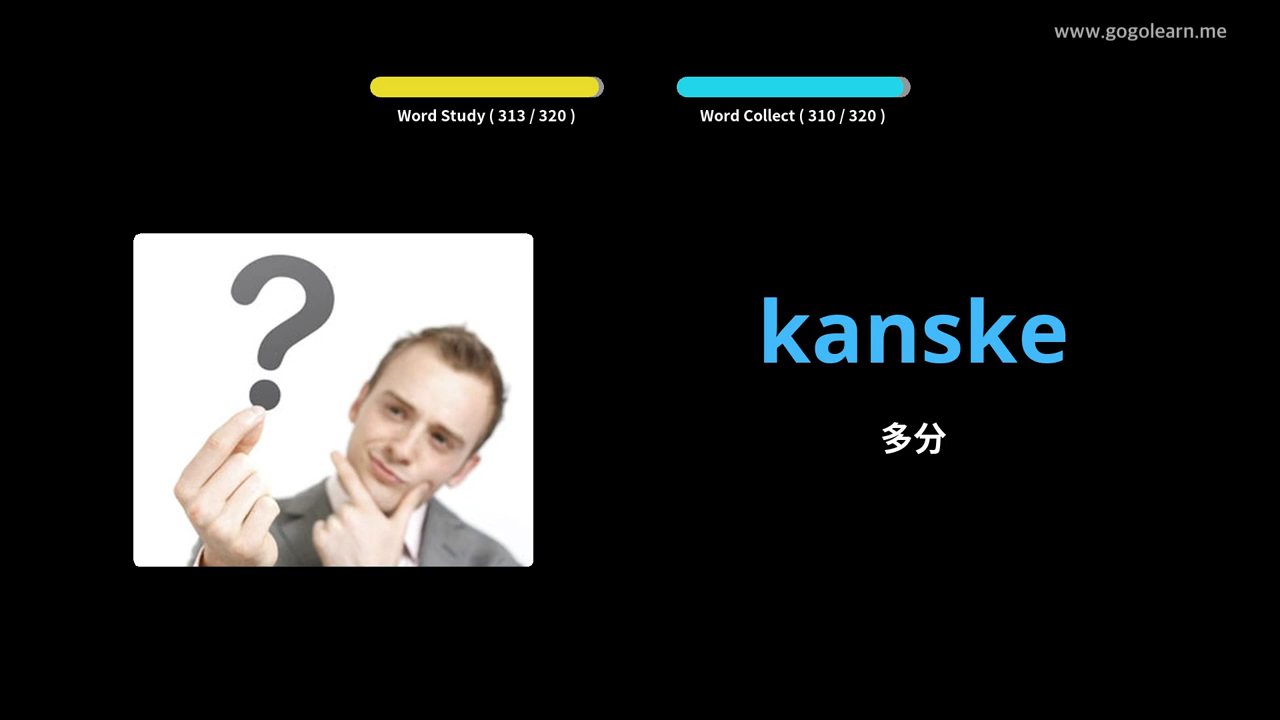 www.gogolearn.me
Word Study ( 313 / 320 )
Word Collect ( 310 / 320 )
?
kanske
多分